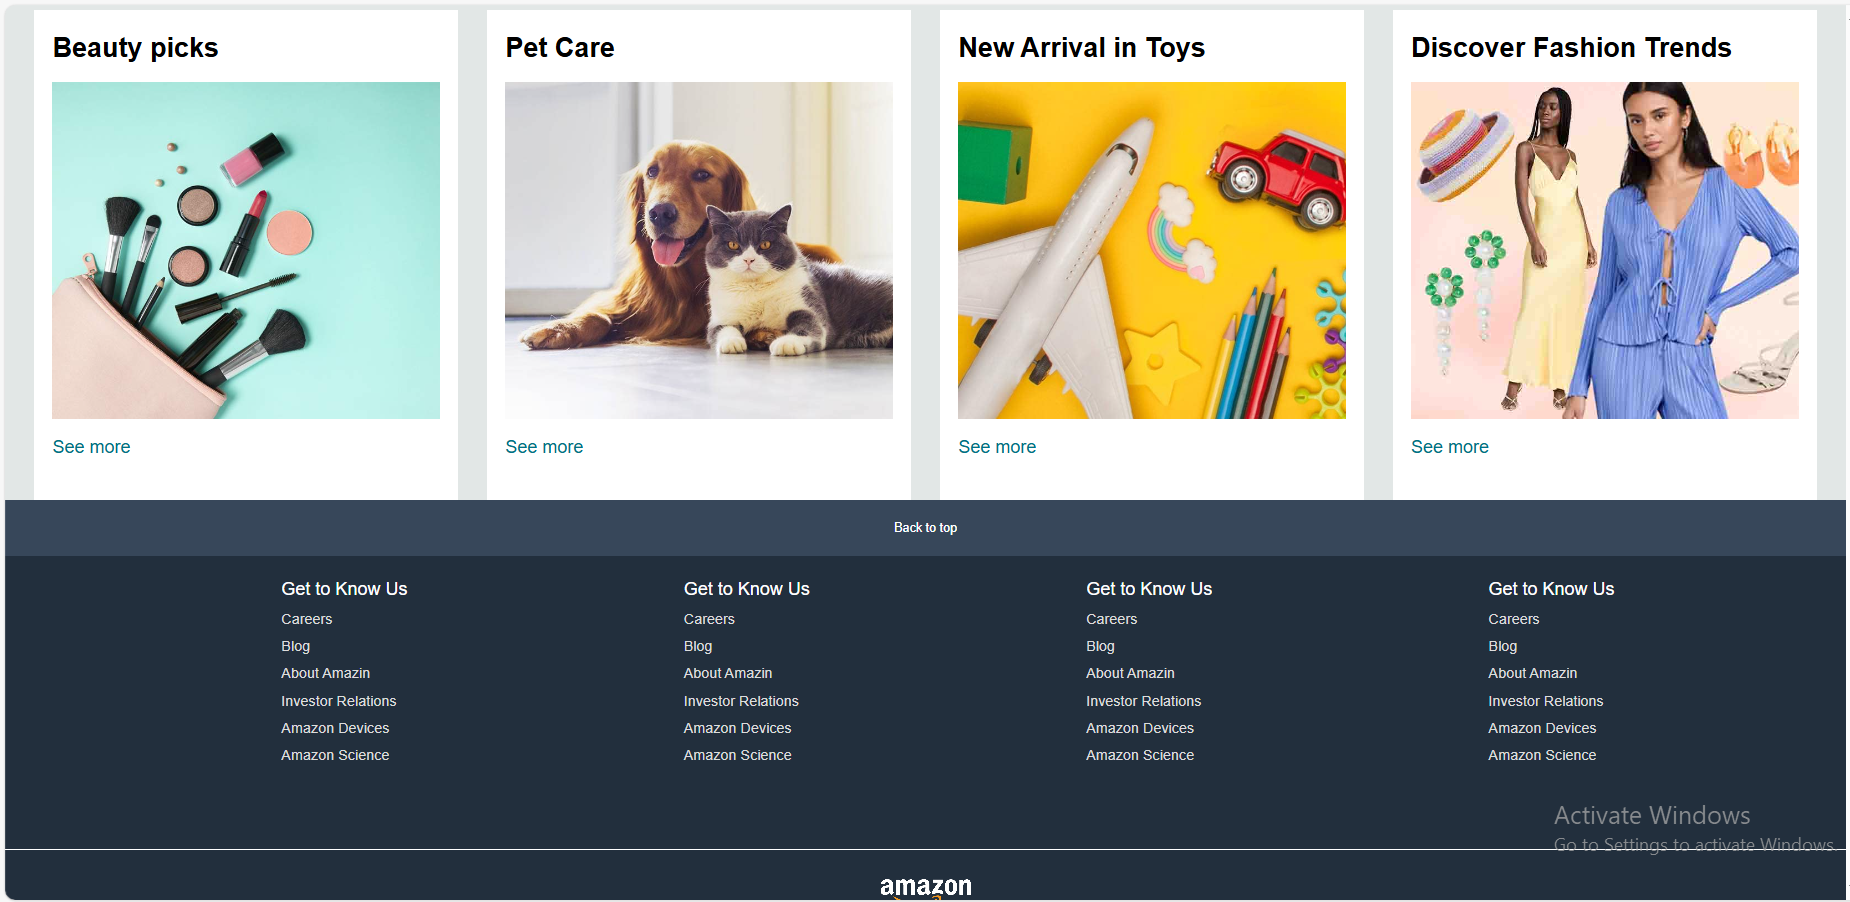 Beauty picks
Pet Care
New Arrival in Toys
Discover Fashion Trends
See more
See more
See more
See more
Back to top
Get to Know Us
Careers
Blog
About Amazin
Investor Relations
Amazon Devices
Amazon Science
Get to Know Us
Careers
Blog
About Amazin
Investor Relations
Amazon Devices
Amazon Science
Get to Know Us
Careers
Blog
About Amazin
Investor Relations
Amazon Devices
Amazon Science
Get to Know Us
Careers
Blog
About Amazin
Investor Relations
Amazon Devices
Amazon Science
Activate Windows
Go to Settings to activate Windows.
amazon